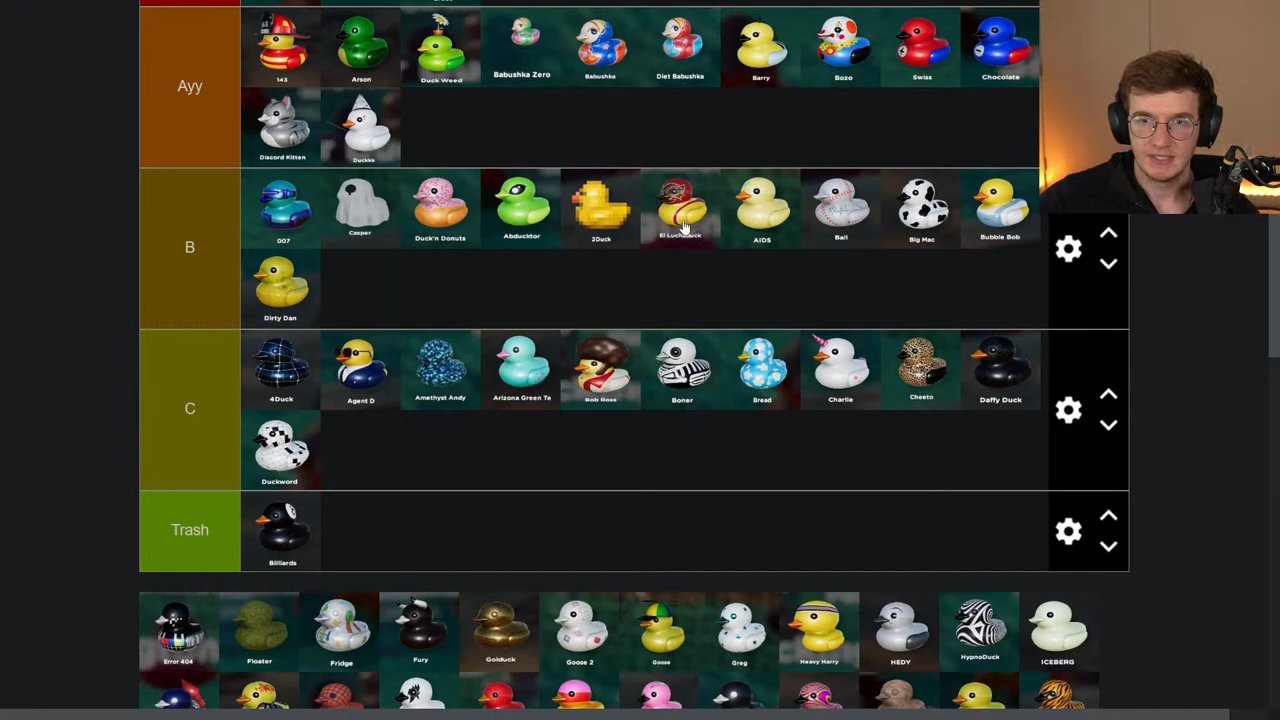 Ayy
143
Arson
Duck Weed
Babushka Zero
Babushka
Diet Babushka
Barry
Bozo
Swiss
Chocolate
Discord Kitten
Duckkk
B
007
Casper
Duck'n Donuts
Abducktor
2Duck
AIDS
Ball
Big Mac
Bubble Bob
Dirty Dan
C
4Duck
Agent D
Amethyst Andy
Arizona Green Te
Bob Ross
Boner
Bread
Charlie
Cheeto
Daffy Duck
Duckword
Trash
Billiards
Error 404
Floater
Fridge
Fury
Golduck
Goose 2
Goose
Greg
Heavy Harry
HEDY
HypnoDuck
ICEBERG